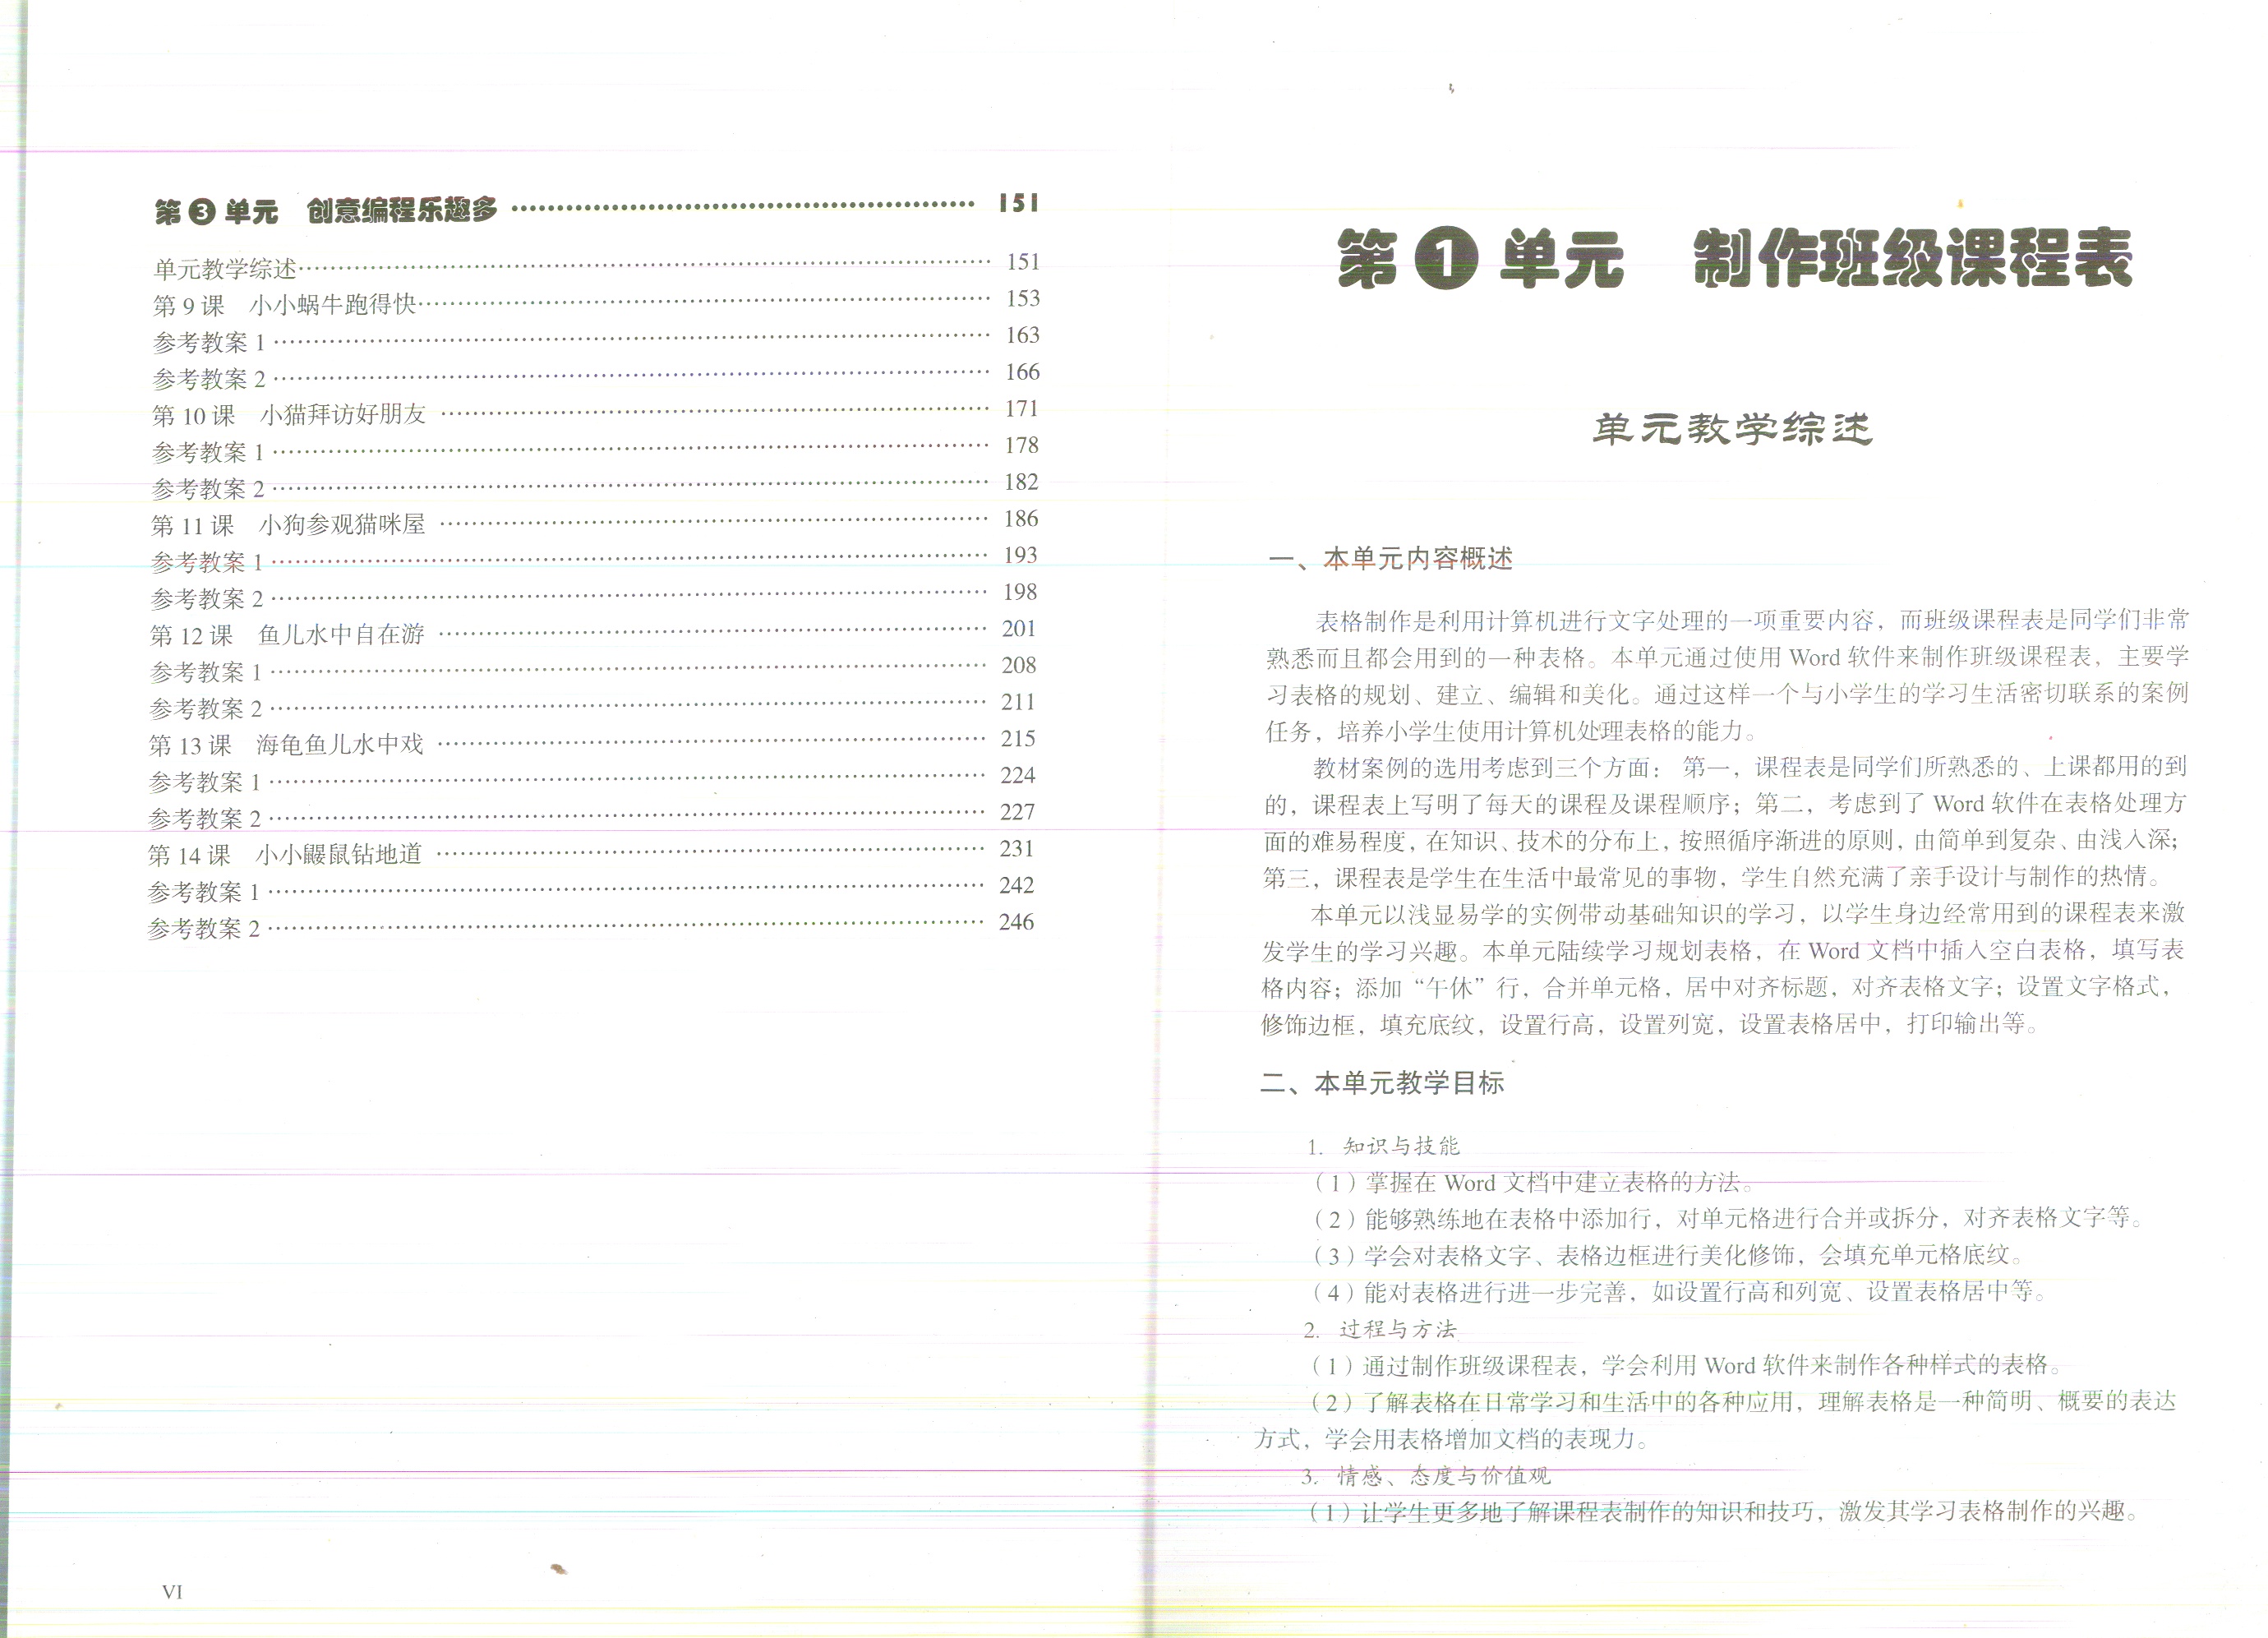 第3单元 创意编程乐趣多 151
单元教学综述 151
第9课 小小蜗牛跑得快 153
参考教案1 163
参考教案2 166
第10课 小猫拜访好朋友 171
参考教案1 178
参考教案2 182
第11课 小狗参观猫咪屋 186
参考教案1 193
参考教案2 198
第12课 鱼儿水中自在游 201
参考教案1 208
参考教案2 211
第13课 海龟鱼儿水中戏 215
参考教案1 224
参考教案2 227
第14课 小小鼹鼠钻地道 231
参考教案1 242
参考教案2 246
VI
第1单元 制作班级课程表
单元教学综述
一、本单元内容概述
表格制作是利用计算机进行文字处理的一项重要内容，而班级课程表是同学们非常
熟悉而且都会用到的一种表格。本单元通过使用 Word 软件来制作班级课程表，主要学
习表格的规划、建立、编辑和美化。通过这样一个与小学生的学习生活密切联系的案例
任务，培养小学生使用计算机处理表格的能力。
教材案例的选用考虑到三个方面： 第一，课程表是同学们所熟悉的、上课都用的到
的，课程表上写明了每天的课程及课程顺序；第二，考虑到了 Word 软件在表格处理方
面的难易程度，在知识、技术的分布上，按照循序渐进的原则，由简单到复杂、由浅入深；
第三，课程表是学生在生活中最常见的事物，学生自然充满了亲手设计与制作的热情。
本单元以浅显易学的实例带动基础知识的学习，以学生身边经常用到的课程表来激
发学生的学习兴趣。本单元陆续学习规划表格，在 Word 文档中插入空白表格，填写表
格内容；添加“午休”行，合并单元格，居中对齐标题，对齐表格文字；设置文字格式，
修饰边框，填充底纹，设置行高，设置列宽，设置表格居中，打印输出等。
二、本单元教学目标
1. 知识与技能
（1）掌握在 Word 文档中建立表格的方法。
（2）能够熟练地在表格中添加行，对单元格进行合并或拆分，对齐表格文字等。
（3）学会对表格文字、表格边框进行美化修饰，会填充单元格底纹。
（4）能对表格进行进一步完善，如设置行高和列宽、设置表格居中等。
2. 过程与方法
（1）通过制作班级课程表，学会利用 Word 软件来制作各种样式的表格。
（2）了解表格在日常学习和生活中的各种应用，理解表格是一种简明、概要的表达
方式，学会用表格增加文档的表现力。
3. 情感、态度与价值观
（1）让学生更多地了解课程表制作的知识和技巧，激发其学习表格制作的兴趣。